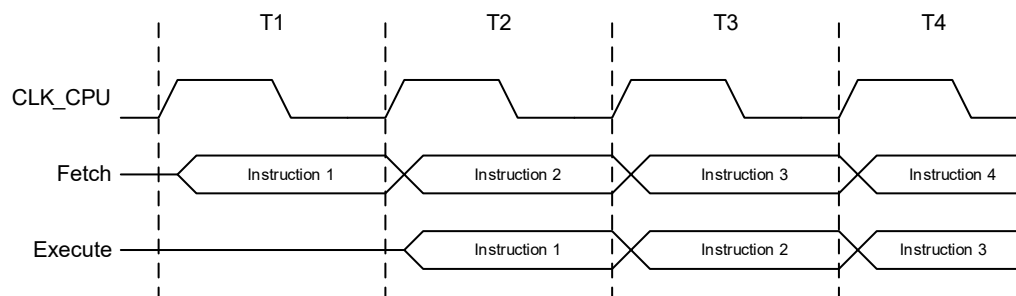 T1 T2 T3 T4
CLK_CPU
Fetch Instruction 1 Instruction 2 Instruction 3 Instruction 4
Execute Instruction 1 Instruction 2 Instruction 3